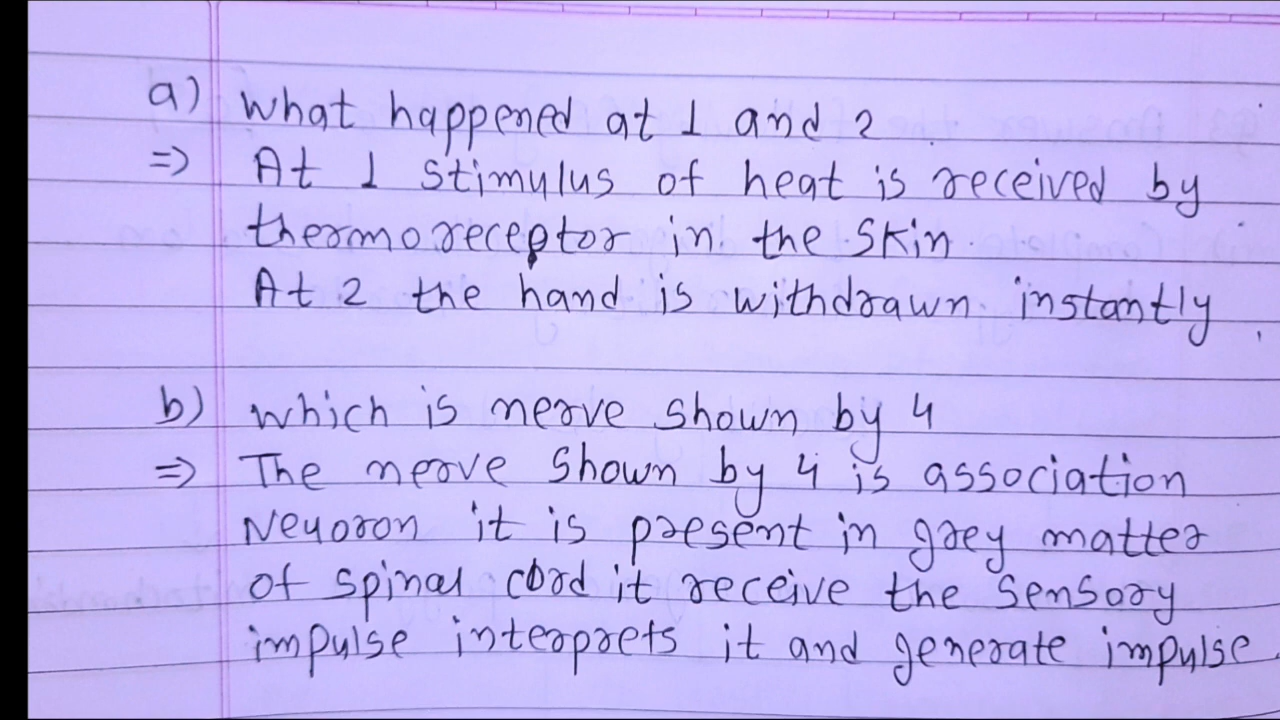 a) What happened at 1 and 2
=> At 1 stimulus of heat is received by
thermoreceptor in the skin.
At 2 the hand is withdrawn instantly.
b) which is nerve shown by 4
=> The nerve shown by 4 is association
Neuoron it is present in grey matter
of spinal cord it receive the sensory
impulse interprets it and generate impulse.